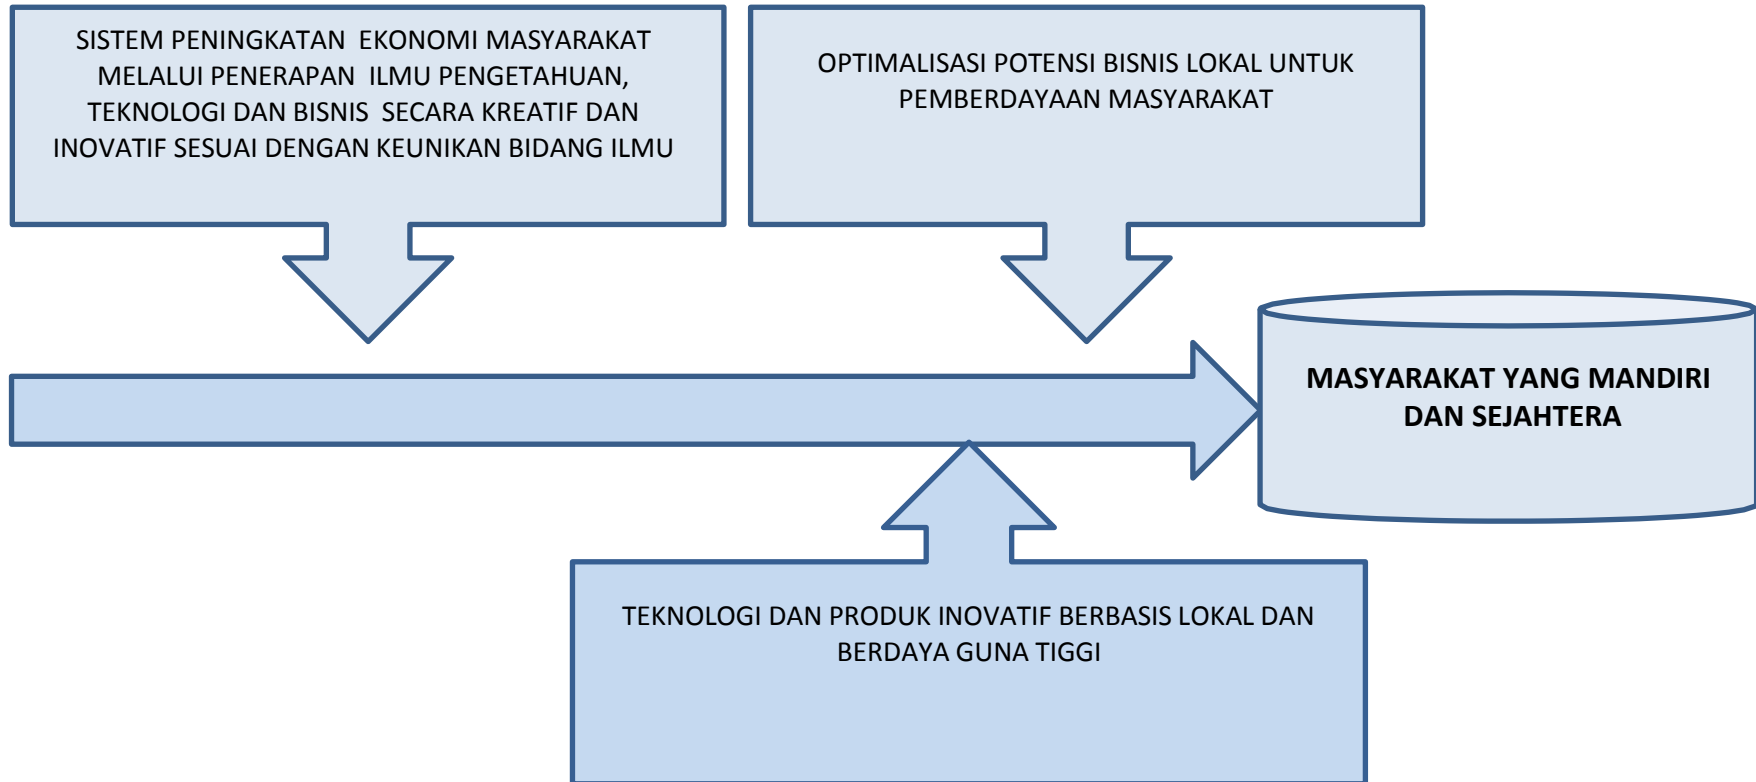 SISTEM PENINGKATAN EKONOMI MASYARAKAT
MELALUI PENERAPAN ILMU PENGETAHUAN,
TEKNOLOGI DAN BISNIS SECARA KREATIF DAN
INOVATIF SESUAI DENGAN KEUNIKAN BIDANG ILMU
OPTIMALISASI POTENSI BISNIS LOKAL UNTUK
PEMBERDAYAAN MASYARAKAT
MASYARAKAT YANG MANDIRI
DAN SEJAHTERA
TEKNOLOGI DAN PRODUK INOVATIF BERBASIS LOKAL DAN
BERDAYA GUNA TIGGI